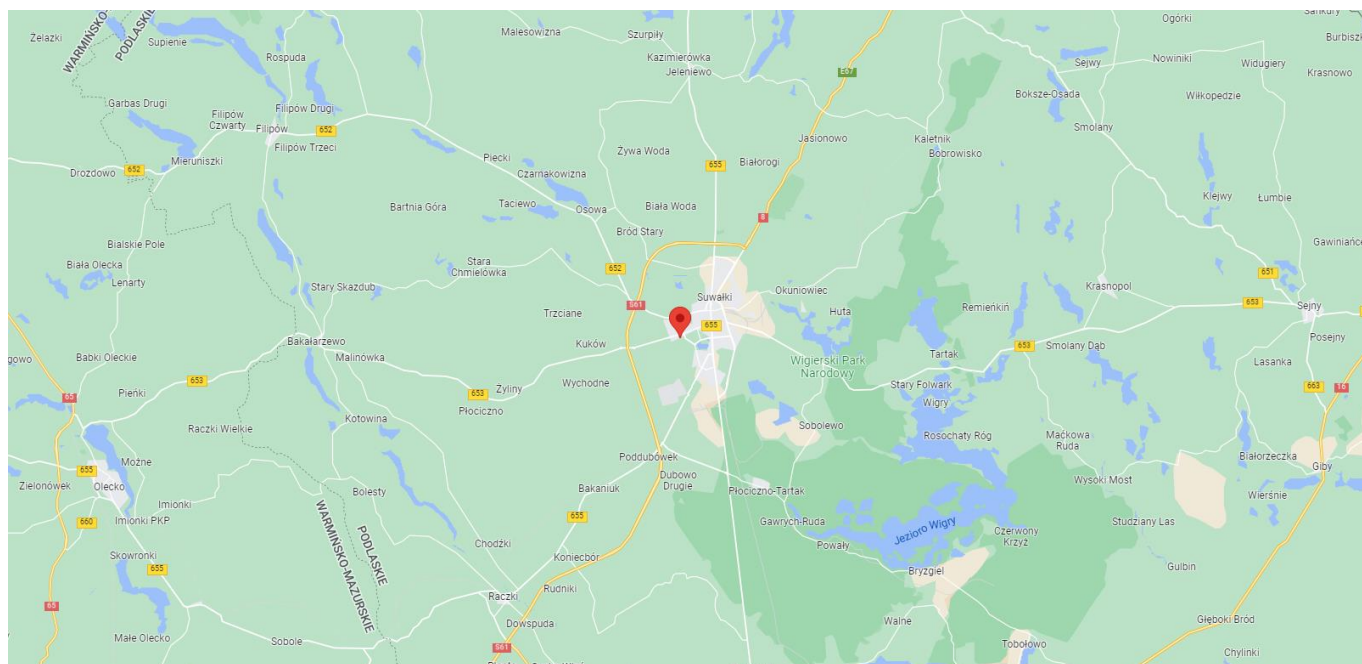 Żelazki
WARMIŃSKO-
PODLASKIE
Supienie
Rospuda
Malesowizna
Szurpiły
Kazimierówka
Jeleniewo
E67
Ogórki
Sejwy
Nowiniki
Widugiery
Krasnowo
Garbas Drugi
Filipów
Czwarty
Filipów Drugi
Filipów
652
Filipów Trzeci
Boksze-Osada
Wiłkopedzie
Smolany
Jasionowo
Kaletnik
Bobrowisko
Mieruniszki
Drozdowo
652
Piecki
Żywa Woda
655
Białorogi
Czarnakowizna
Taciewo
Osowa
Biała Woda
Bartnia Góra
8
Klejwy
Łumbie
Bród Stary
Bialskie Pole
Biała Olecka
Lenarty
Stara
Chmielówka
652
Gawiniańce
651
Stary Skazdub
S61
Suwałki
Okuniowiec
Huta
Remieńkiń
Krasnopol
653
Sejny
Trzciane
655
Bakałarzewo
Malinówka
Kuków
Posejny
Babki Oleckie
Wigierski Park
Narodowy
Tartak
653
Smolany Dąb
Lasanka
Pieńki
653
Żyliny
Wychodne
653
Stary Folwark
663
16
65
Płociczno
Wigry
Kotowina
Raczki Wielkie
Sobolewo
Rosochaty Róg
Maćkowa
Ruda
Możne
655
Olecko
Zielonówek
Poddubówek
Dubowo
Drugie
Białorzeczka
Giby
Wysoki Most
Płociczno-Tartak
Bakaniuk
Bolesty
Imionki
Wierśnie
655
660
Imionki PKP
WARMIŃSKO-MAZURSKIE
PODLASKIE
Gawrych-Ruda
Jezioro Wigry
Studziany Las
Czerwony
Krzyż
Chodźki
Powały
Skowronki
655
Koniecbór
Bryzgiel
Gulbin
Rudniki
Raczki
65
Dowspuda
Walne
Głęboki Bród
Małe Olecko
Sobole
S61
Tobołowo
Chylinki